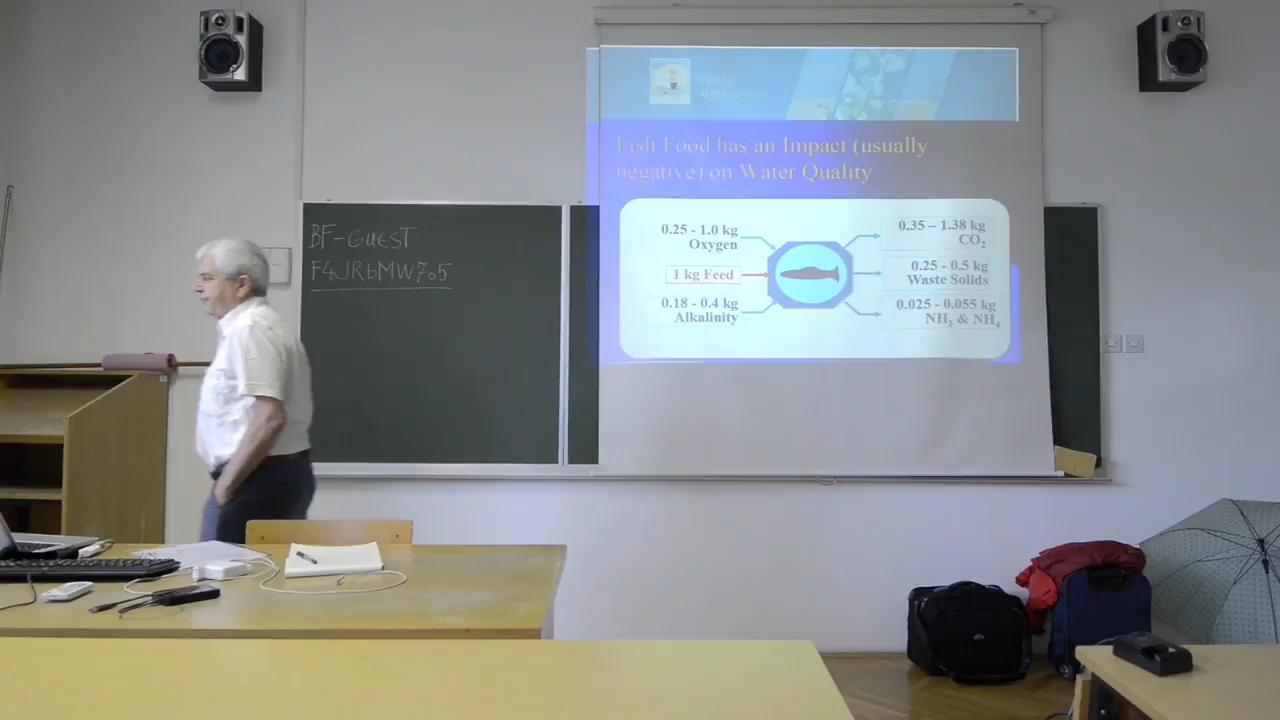 BF-GUEST
F4JRbMW705
Fish Food has an Impact (usually
negative) on Water Quality
0.25 - 1.0 kg
Oxygen
1 kg Feed
0.18 - 0.4 kg
Alkalinity
0.35 – 1.38 kg
CO₂
0.25 - 0.5 kg
Waste Solids
0.025 - 0.055 kg
NH₃ & NH₄